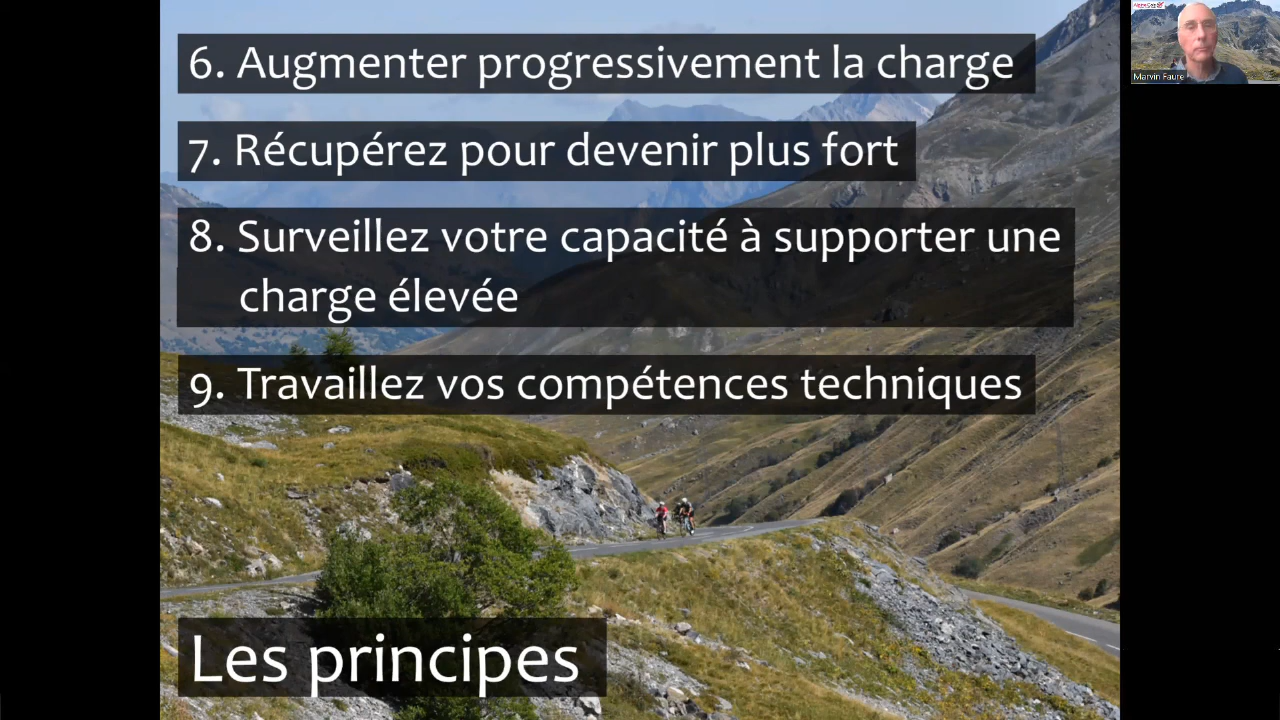 6. Augmenter progressivement la charge
7. Récupérez pour devenir plus fort
8. Surveillez votre capacité à supporter une
charge élevée
9. Travaillez vos compétences techniques
Les principes
Marvin Faure